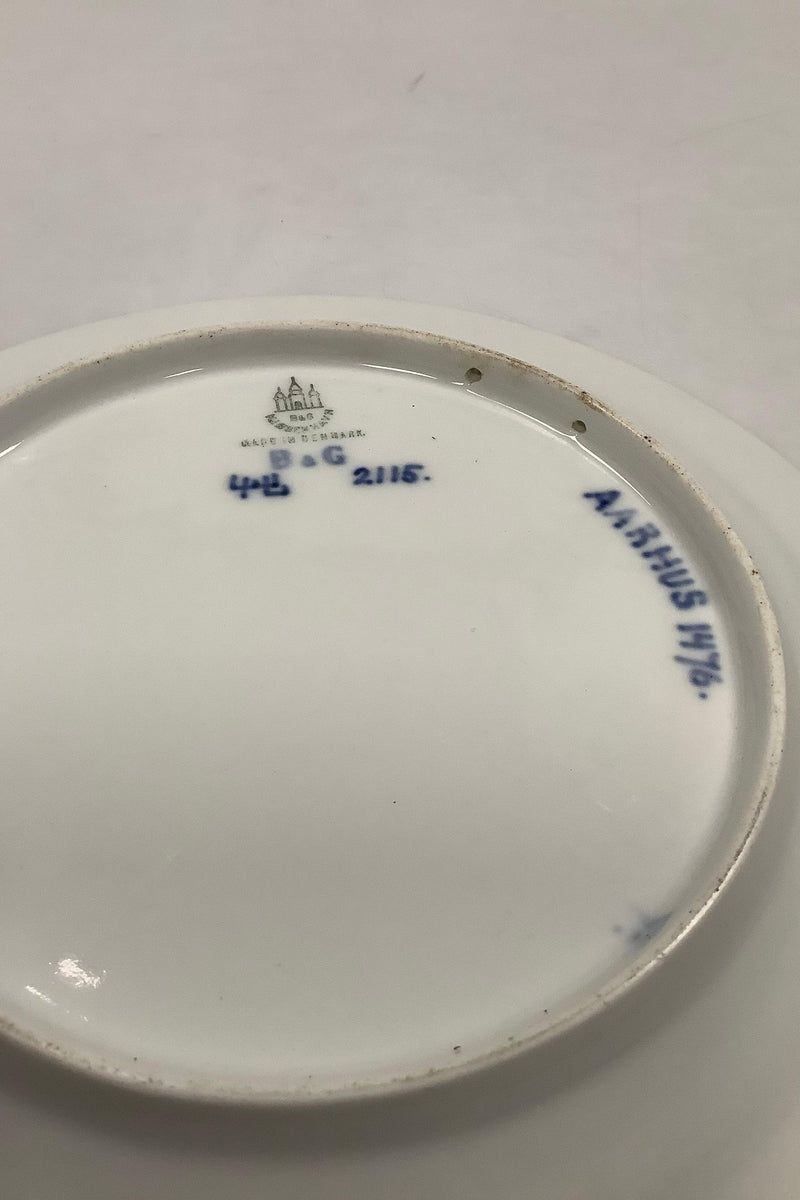 B&G
KJØBENHAVN
MADE IN DENMARK.
B&G
2115.
AARHUS 1476.